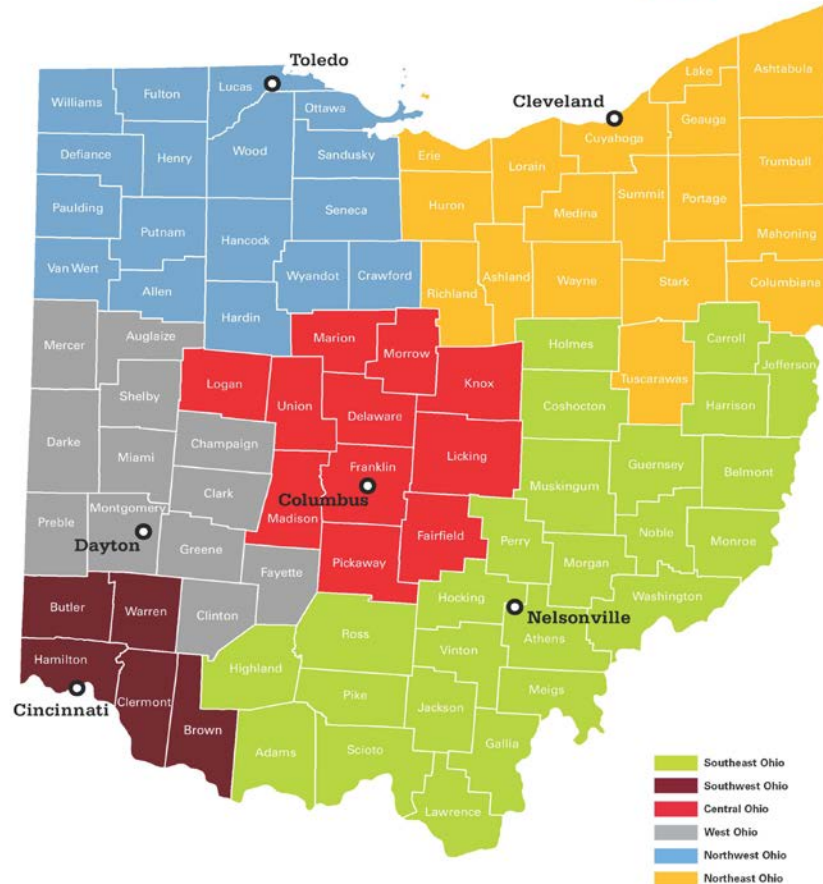 Toledo
Lucas
Fulton
Williams
Ottawa
Defiance
Henry
Wood
Sandusky
Paulding
Putnam
Hancock
Seneca
Van Wert
Allen
Wyandot
Crawford
Hardin
Cleveland
Lake
Ashtabula
Geauga
Cuyahoga
Erie
Lorain
Trumbull
Huron
Medina
Summit
Portage
Mahoning
Richland
Ashland
Wayne
Stark
Columbiana
Tuscarawas
Mercer
Auglaize
Shelby
Darke
Miami
Champaign
Clark
Preble
Montgomery
Dayton
Greene
Fayette
Clinton
Marion
Morrow
Logan
Union
Delaware
Knox
Franklin
Columbus
Licking
Madison
Fairfield
Pickaway
Butler
Warren
Hamilton
Cincinnati
Clermont
Brown
Holmes
Carroll
Jefferson
Coshocton
Harrison
Guernsey
Belmont
Muskingum
Noble
Monroe
Perry
Morgan
Washington
Hocking
Nelsonville
Athens
Ross
Vinton
Highland
Meigs
Pike
Jackson
Gallia
Adams
Scioto
Lawrence
Southeast Ohio
Southwest Ohio
Central Ohio
West Ohio
Northwest Ohio
Northeast Ohio